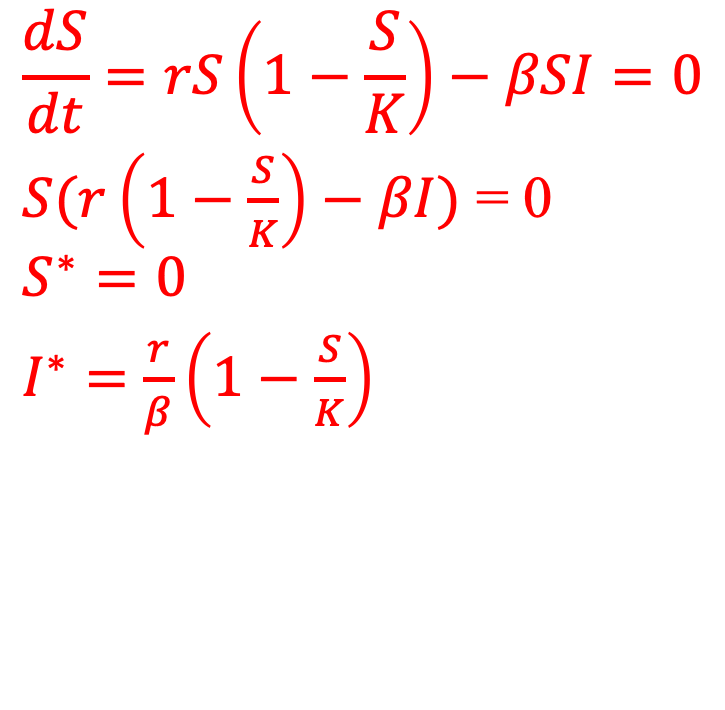 dS/dt = rS(1 − S/K) − βSI = 0
S(r(1 − S/K) − βI) = 0
S* = 0
I* = r/β(1 − S/K)